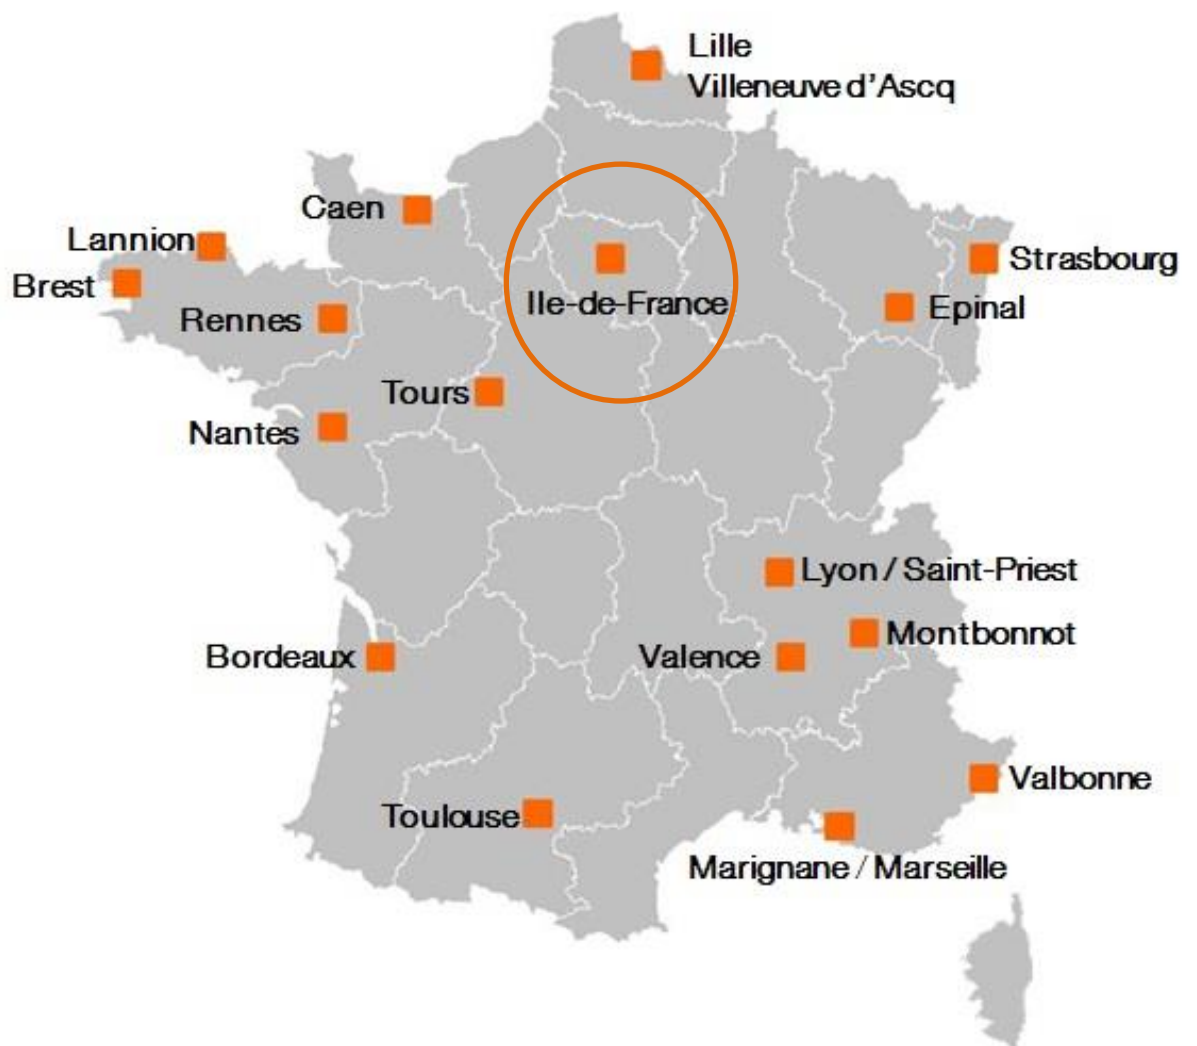 Lille
Villeneuve d'Ascq
Caen
Lannion
Strasbourg
Brest
Ile-de-France
Epinal
Rennes
Tours
Nantes
Lyon / Saint-Priest
Montbonnot
Bordeaux
Valence
Valbonne
Toulouse
Marignane / Marseille